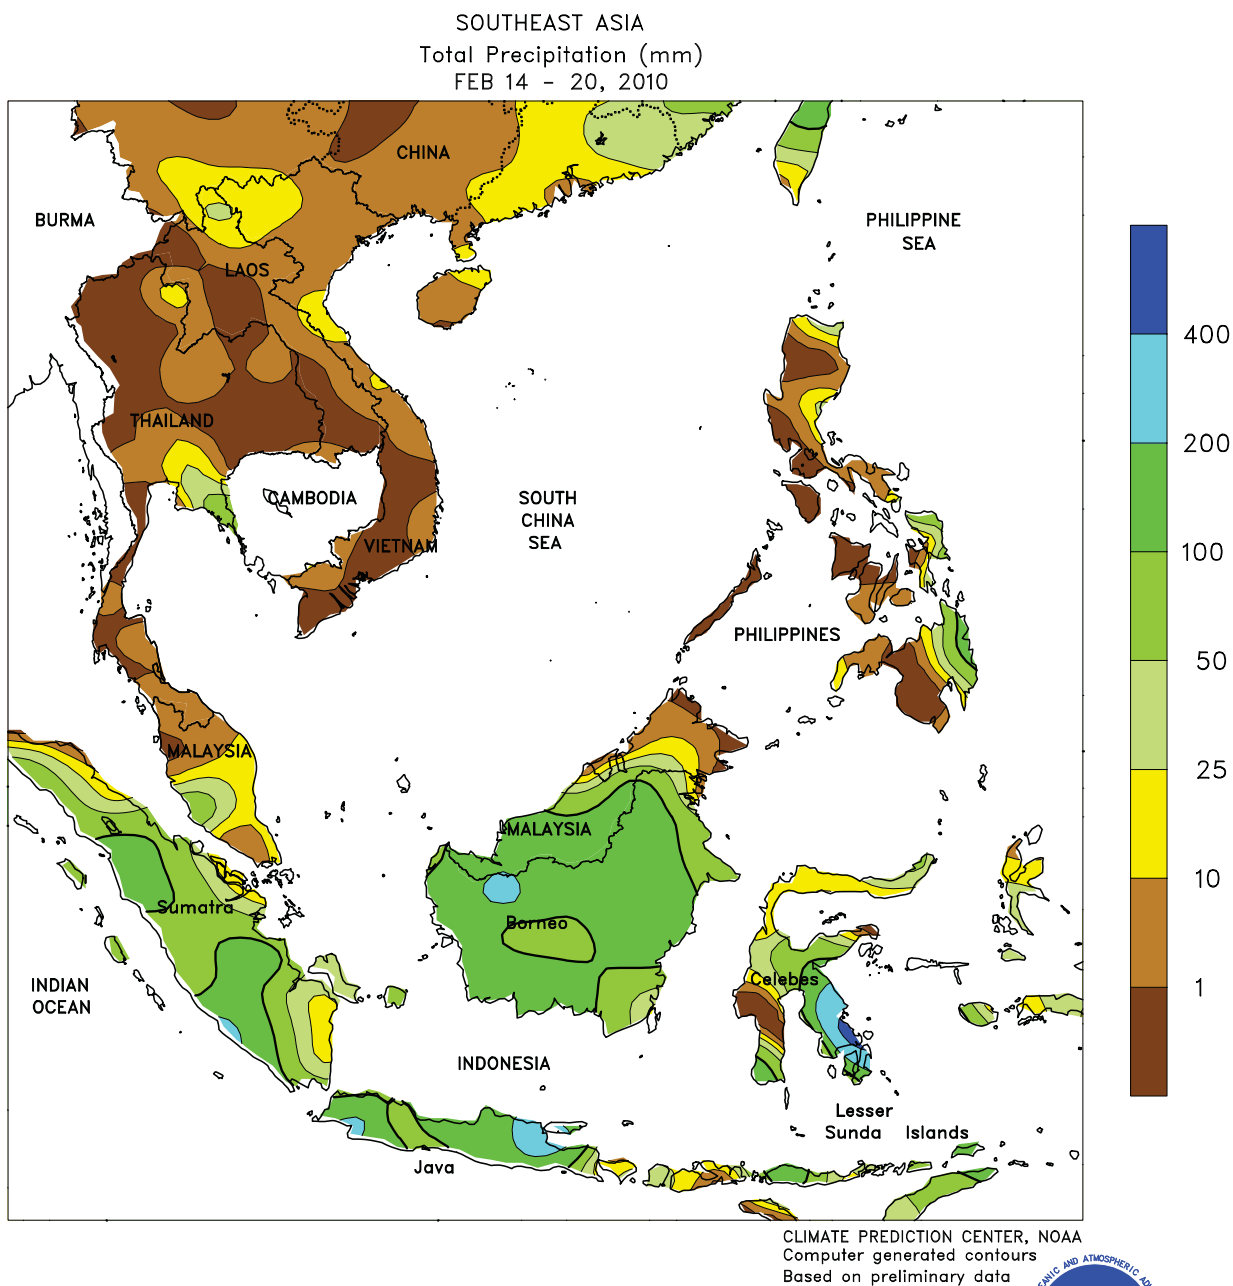 SOUTHEAST ASIA
Total Precipitation (mm)
FEB 14 - 20, 2010
CHINA
BURMA
PHILIPPINE
SEA
LAOS
400
THAILAND
200
CAMBODIA
SOUTH
CHINA
SEA
VIETNAM
100
PHILIPPINES
50
MALAYSIA
25
MALAYSIA
10
Sumatra
Borneo
Celebes
1
INDIAN
OCEAN
INDONESIA
Lesser
Sunda Islands
Java
CLIMATE PREDICTION CENTER, NOAA
Computer generated contours
Based on preliminary data
AND ATMOSPHERIC